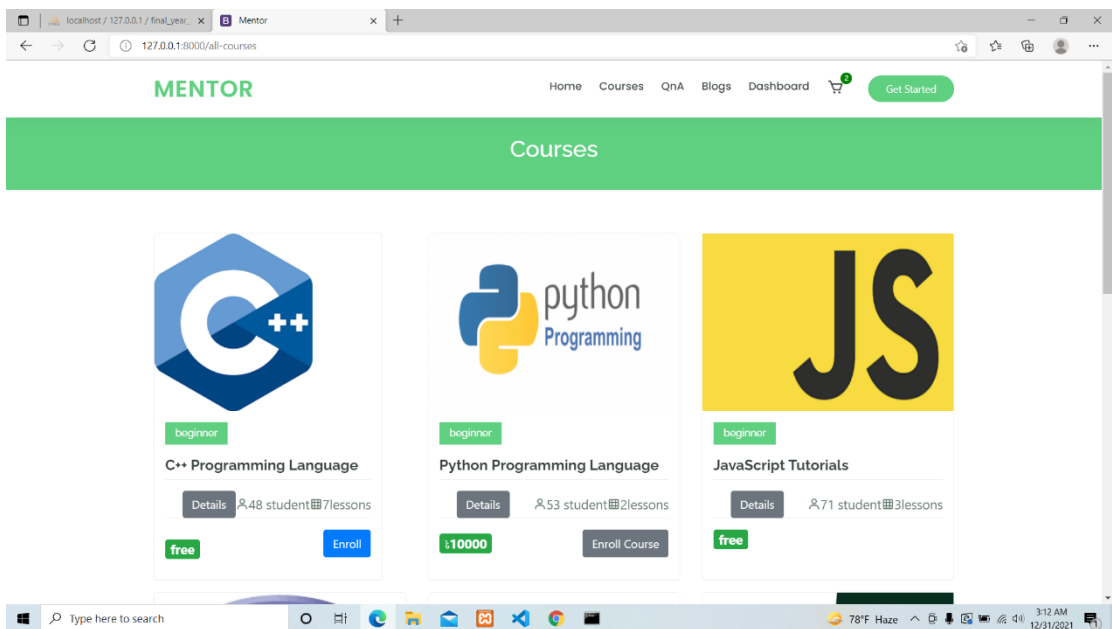 localhost / 127.0.0.1 / final_year_
Mentor
127.0.0.1:8000/all-courses
MENTOR
Home Courses QnA Blogs Dashboard 2 Get Started
Courses
C++
python
Programming
JS
beginner
beginner
beginner
C++ Programming Language
Python Programming Language
JavaScript Tutorials
Details 48 student 7lessons
Details 53 student 2lessons
Details 71 student 3lessons
free
Enroll
৳10000
Enroll Course
free
Type here to search
78°F Haze
3:12 AM
12/31/2021